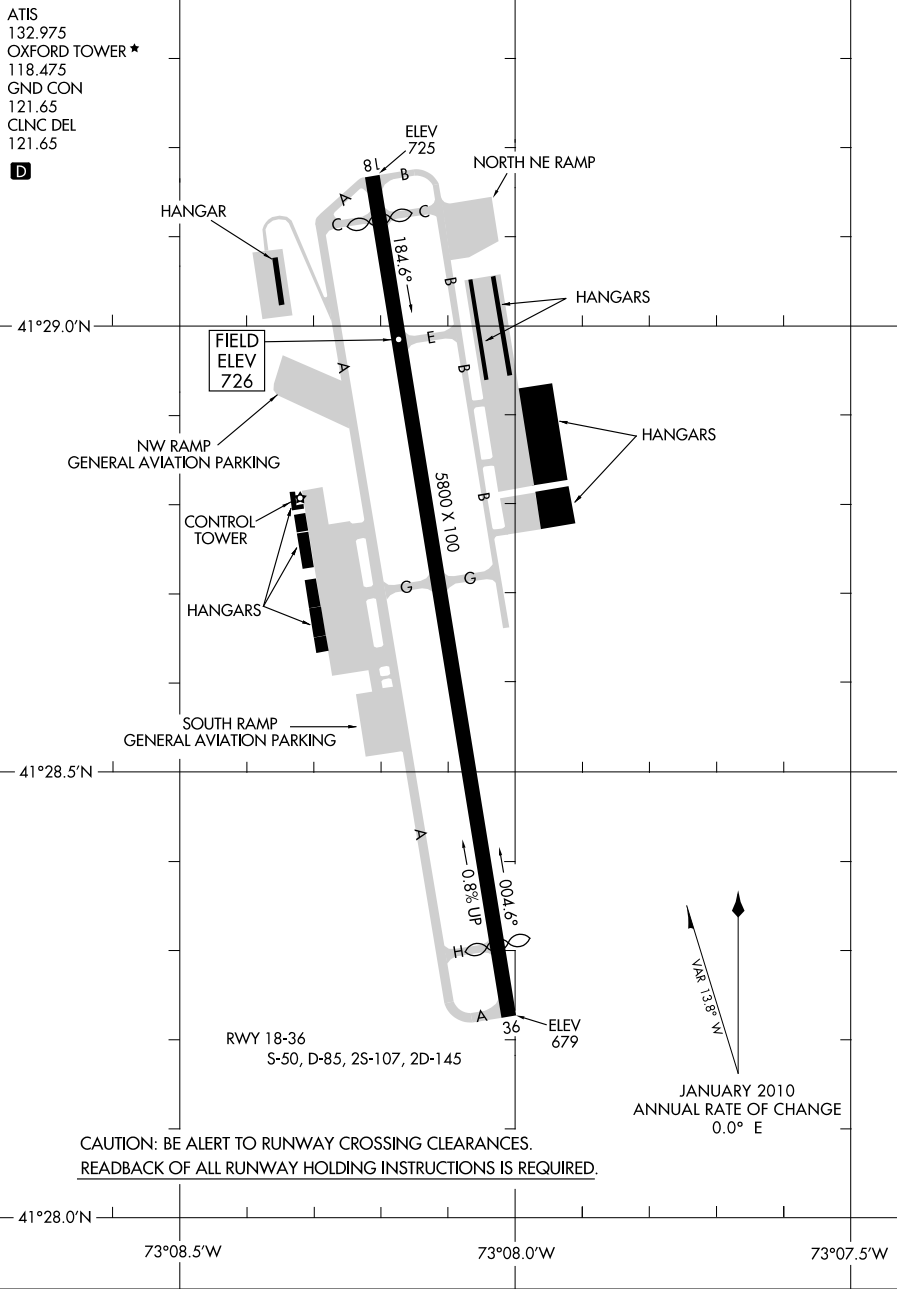 ATIS
132.975
OXFORD TOWER
118.475
GND CON
121.65
CLNC DEL
121.65
D
ELEV
725
18
B
NORTH NE RAMP
A
HANGAR
C
C
184.6°
B
HANGARS
41°29.0'N
FIELD
ELEV
726
E
A
B
NW RAMP
GENERAL AVIATION PARKING
HANGARS
5800 X 100
B
CONTROL
TOWER
G
G
HANGARS
SOUTH RAMP
GENERAL AVIATION PARKING
41°28.5'N
A
0.8% UP
004.6°
H
VAR 13.8° W
A
36
ELEV
679
RWY 18-36
S-50, D-85, 2S-107, 2D-145
JANUARY 2010
ANNUAL RATE OF CHANGE
0.0° E
CAUTION: BE ALERT TO RUNWAY CROSSING CLEARANCES.
READBACK OF ALL RUNWAY HOLDING INSTRUCTIONS IS REQUIRED.
41°28.0'N
73°08.5'W
73°08.0'W
73°07.5'W